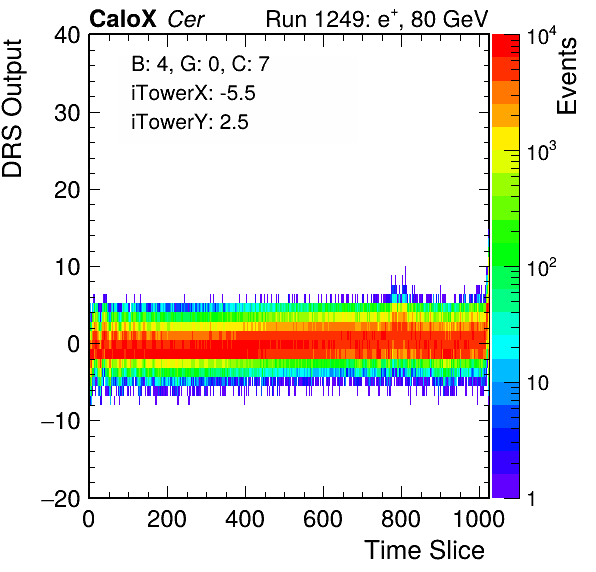 CaloX Cer
Run 1249: e+, 80 GeV
B: 4, G: 0, C: 7
iTowerX: -5.5
iTowerY: 2.5
DRS Output
40
30
20
10
0
−10
−20
0
200
400
600
800
1000
Time Slice
Events
10^4
10^3
10^2
10
1